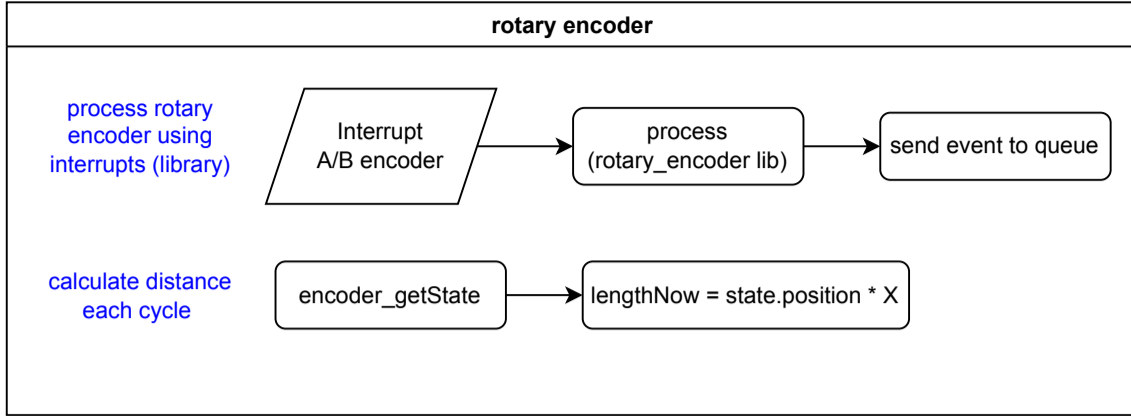 rotary encoder
process rotary
encoder using
interrupts (library)
Interrupt
A/B encoder
process
(rotary_encoder lib)
send event to queue
calculate distance
each cycle
encoder_getState
lengthNow = state.position * X